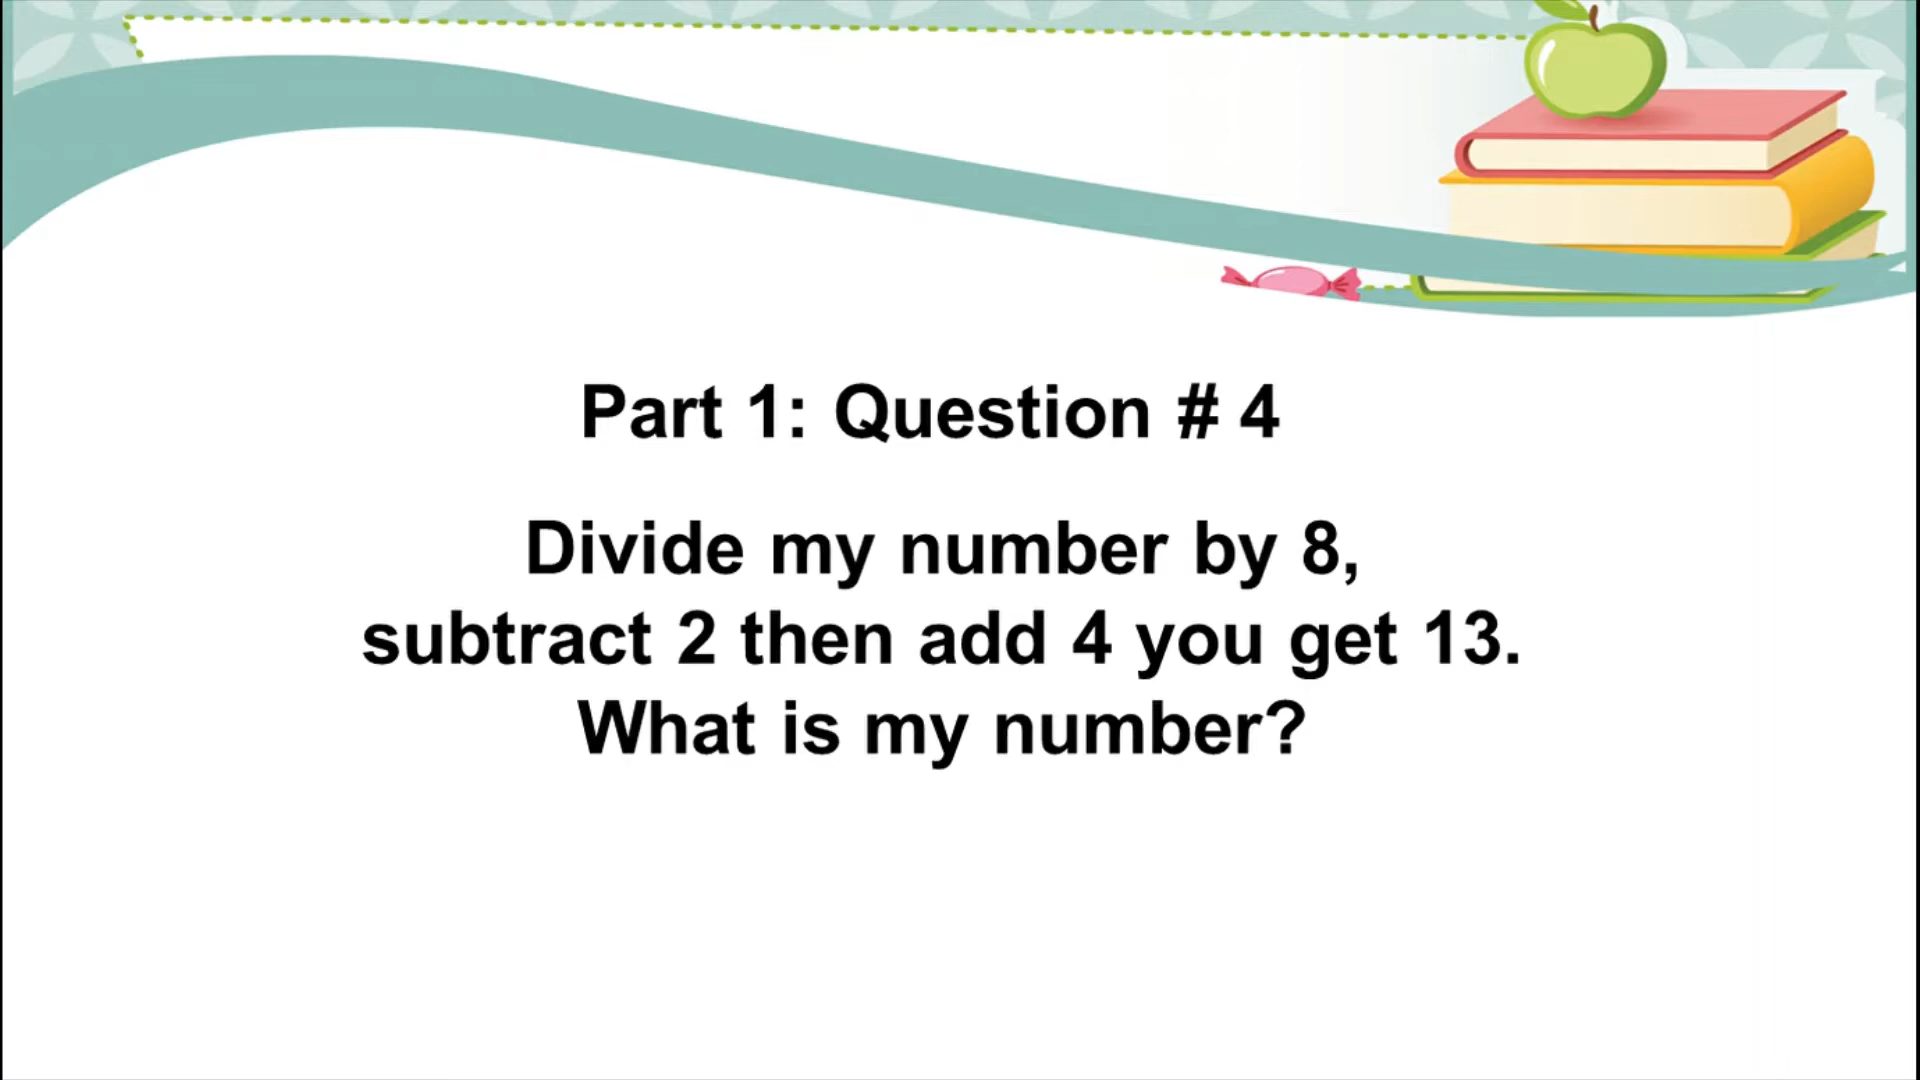 Part 1: Question # 4
Divide my number by 8,
subtract 2 then add 4 you get 13.
What is my number?